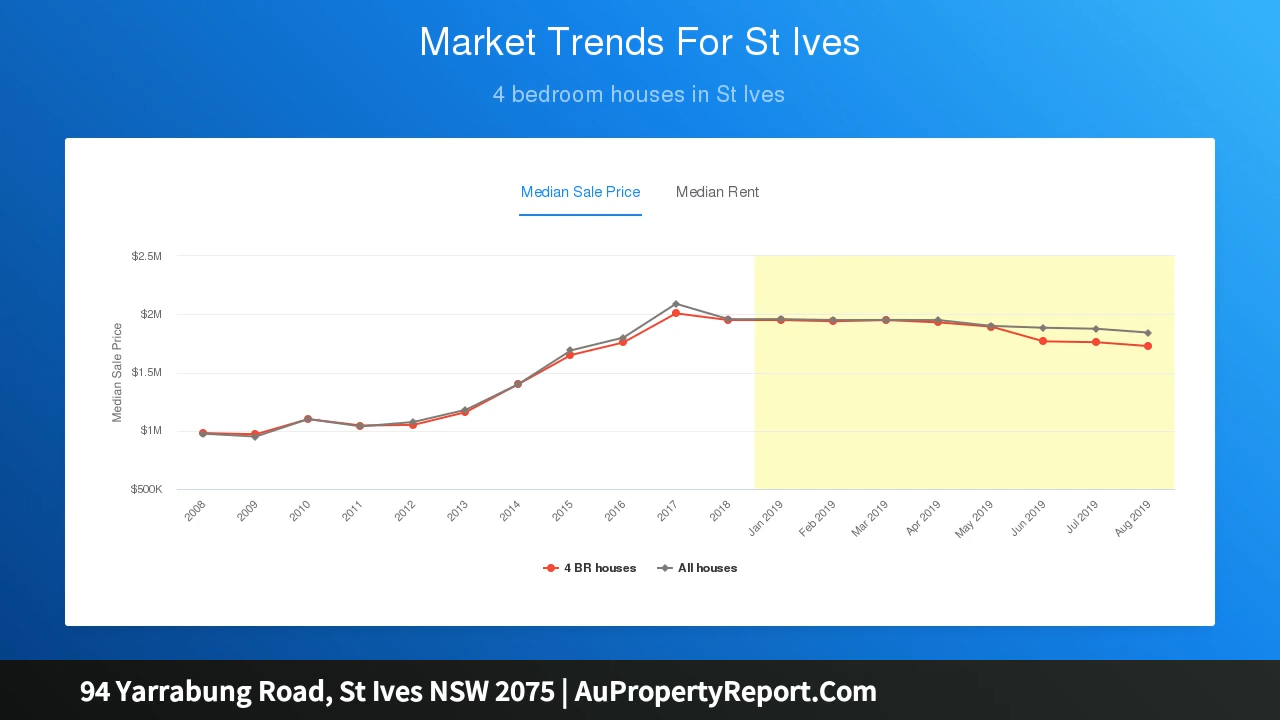 Market Trends For St Ives
4 bedroom houses in St Ives
Median Sale Price Median Rent
$2.5M
$2M
$1.5M
$1M
$500K
Median Sale Price
2008 2009 2010 2011 2012 2013 2014 2015 2016 2017 2018 Jan 2019 Feb 2019 Mar 2019 Apr 2019 May 2019 Jun 2019 Jul 2019 Aug 2019
4 BR houses All houses
94 Yarrabung Road, St Ives NSW 2075 | AuPropertyReport.Com